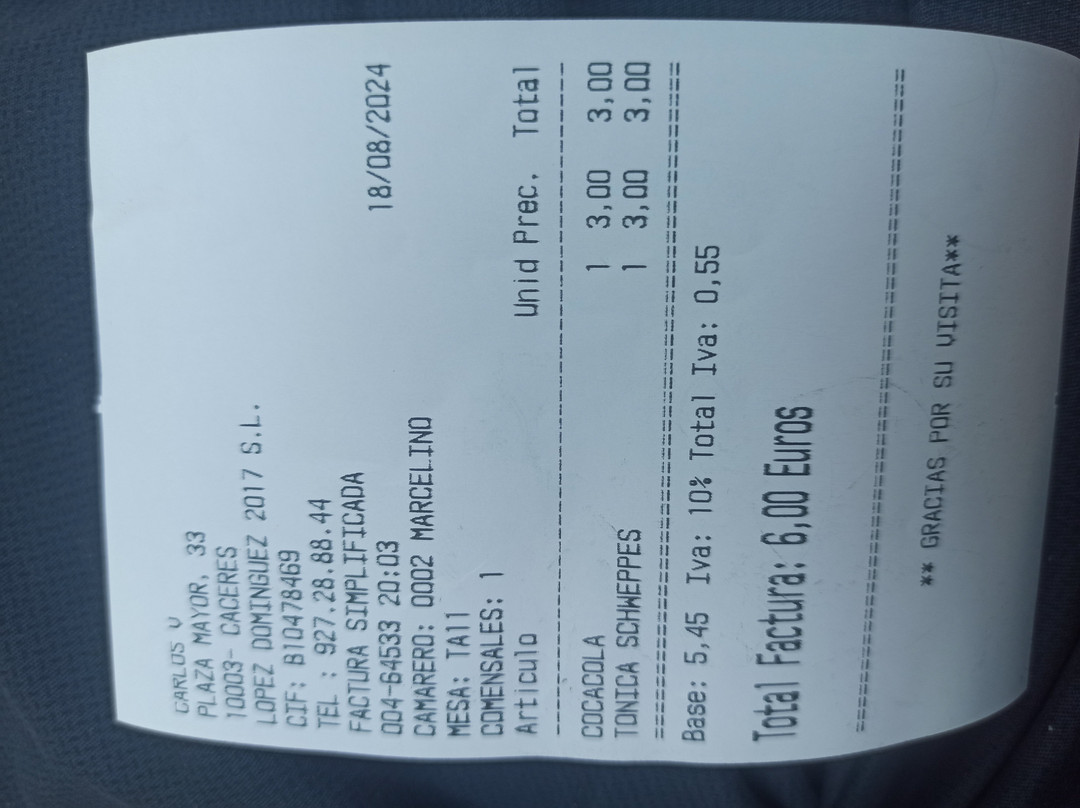 CARLOS V
PLAZA MAYOR, 33
10003- CACERES
LOPEZ DOMINGUEZ 2017 S.L.
CIF: B10478469
TEL : 927.28.88.44
FACTURA SIMPLIFICADA
004-64533 20:03 18/08/2024
CAMARERO: 0002 MARCELINO
MESA: TA11
COMENSALES: 1
Articulo Unid Prec. Total
COCACOLA 1 3,00 3,00
TONICA SCHWEPPES 1 3,00 3,00
Base: 5,45 Iva: 10% Total Iva: 0,55
Total Factura: 6,00 Euros
** GRACIAS POR SU VISITA**